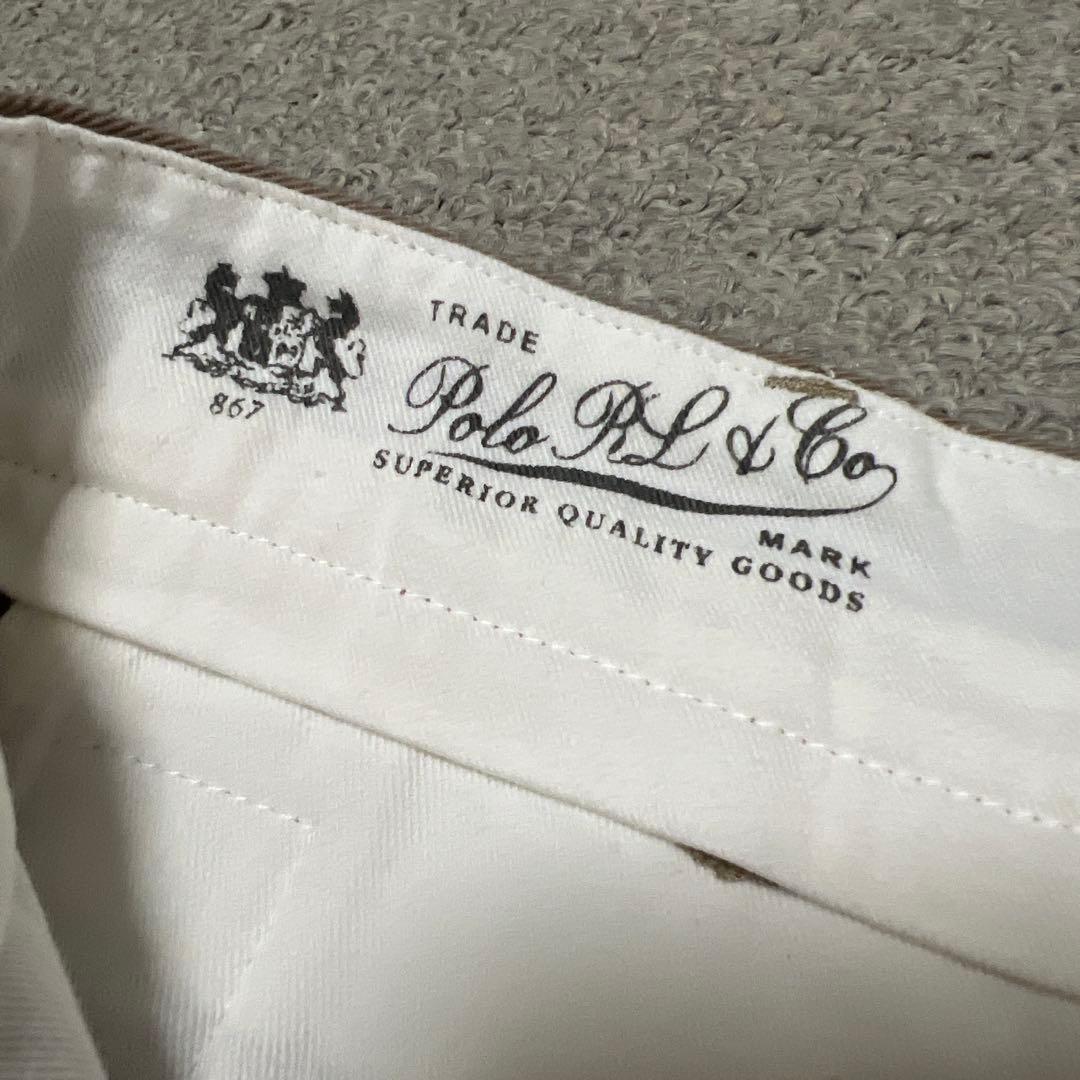 867
TRADE
Polo RL & Co
MARK
SUPERIOR QUALITY GOODS